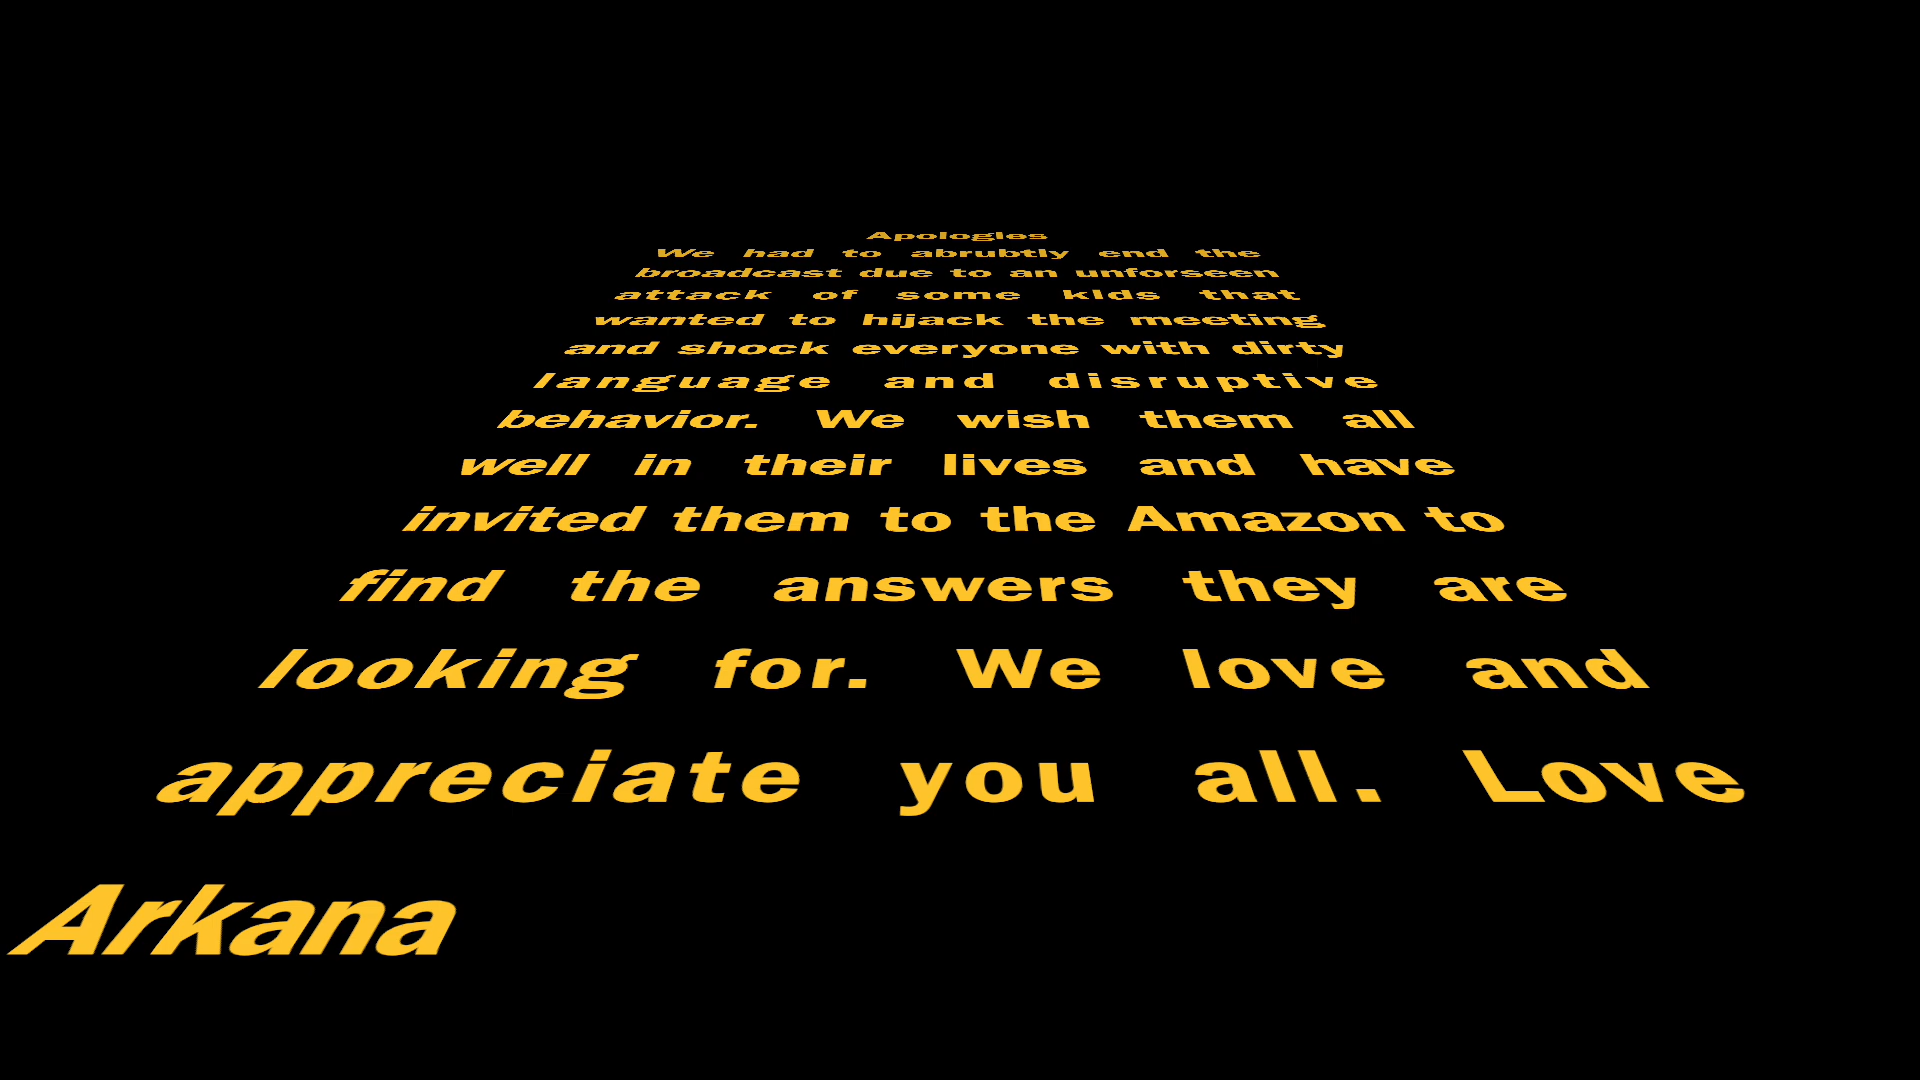 Apologies
We had to abrubtly end the
broadcast due to an unforseen
attack of some kids that
wanted to hijack the meeting
and shock everyone with dirty
language and disruptive
behavior. We wish them all
well in their lives and have
invited them to the Amazon to
find the answers they are
looking for. We love and
appreciate you all. Love
Arkana